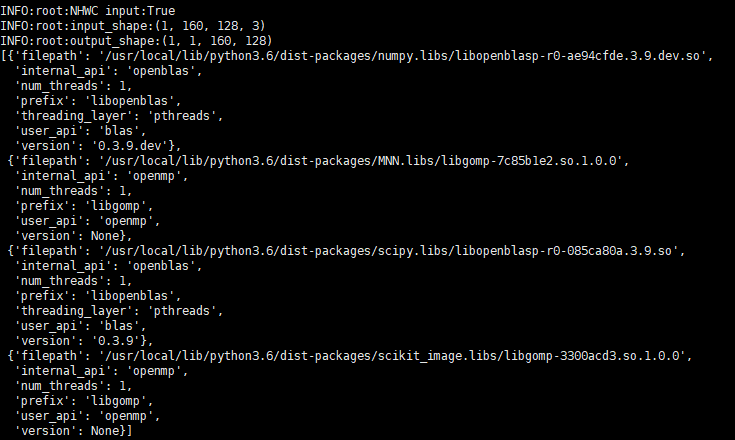 INFO:root:NHWC input:True
INFO:root:input_shape:(1, 160, 128, 3)
INFO:root:output_shape:(1, 1, 160, 128)
[{'filepath': '/usr/local/lib/python3.6/dist-packages/numpy.libs/libopenblasp-r0-ae94cfde.3.9.dev.so',
'internal_api': 'openblas',
'num_threads': 1,
'prefix': 'libopenblas',
'threading_layer': 'pthreads',
'user_api': 'blas',
'version': '0.3.9.dev'},
{'filepath': '/usr/local/lib/python3.6/dist-packages/MNN.libs/libgomp-7c85b1e2.so.1.0.0',
'internal_api': 'openmp',
'num_threads': 1,
'prefix': 'libgomp',
'user_api': 'openmp',
'version': None},
{'filepath': '/usr/local/lib/python3.6/dist-packages/scipy.libs/libopenblasp-r0-085ca80a.3.9.so',
'internal_api': 'openblas',
'num_threads': 1,
'prefix': 'libopenblas',
'threading_layer': 'pthreads',
'user_api': 'blas',
'version': '0.3.9'},
{'filepath': '/usr/local/lib/python3.6/dist-packages/scikit_image.libs/libgomp-3300acd3.so.1.0.0',
'internal_api': 'openmp',
'num_threads': 1,
'prefix': 'libgomp',
'user_api': 'openmp',
'version': None}]